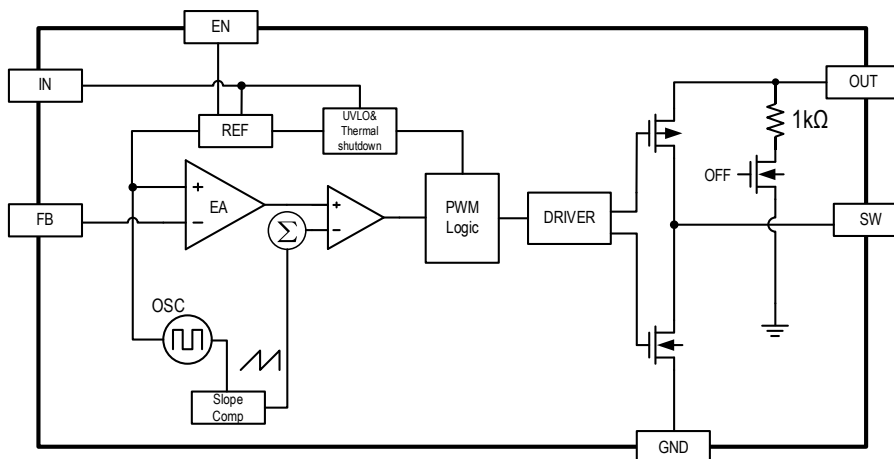 EN
IN
OUT
REF
UVLO&
Thermal
shutdown
1kΩ
OFF
+
EA
−
FB
+
Σ
−
PWM
Logic
DRIVER
SW
OSC
Slope
Comp
GND